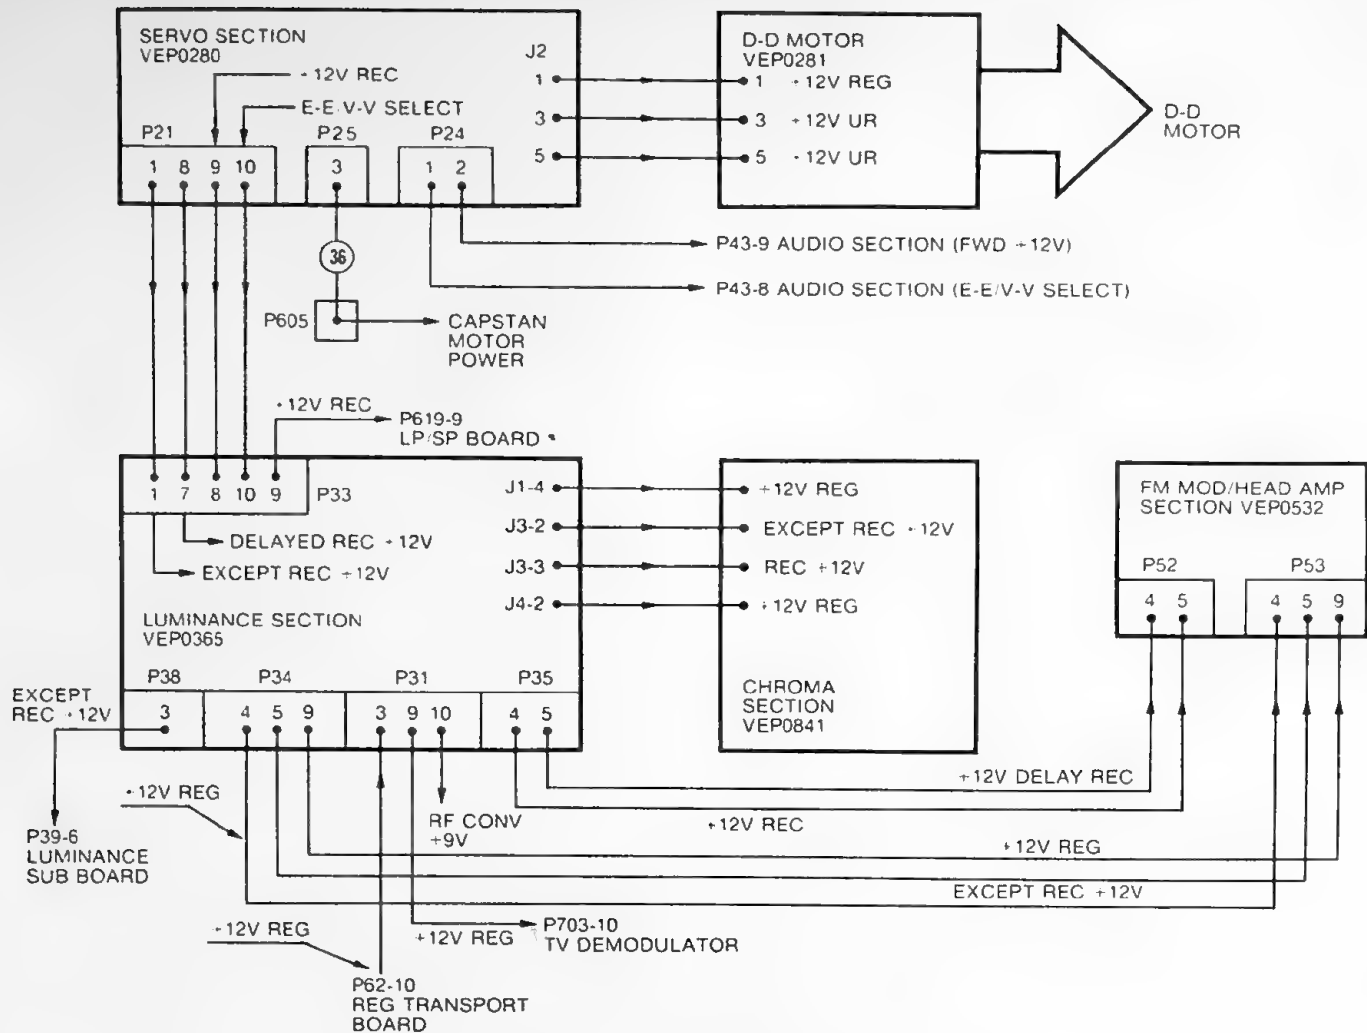 SERVO SECTION
VEP0280
+12V REC
E-E/V-V SELECT
J2
1
3
5
P21
1 8 9 10
P25
3
P24
1 2
D-D MOTOR
VEP0281
1 +12V REG
3 +12V UR
5 +12V UR
D-D
MOTOR
P43-9 AUDIO SECTION (FWD +12V)
P43-8 AUDIO SECTION (E-E/V-V SELECT)
36
P605
CAPSTAN
MOTOR
POWER
+12V REC
P619-9
LP/SP BOARD *
1 7 8 10 9
P33
DELAYED REC +12V
EXCEPT REC +12V
LUMINANCE SECTION
VEP0365
J1-4
J3-2
J3-3
J4-2
+12V REG
EXCEPT REC +12V
REC +12V
+12V REG
CHROMA
SECTION
VEP0841
FM MOD/HEAD AMP
SECTION VEP0532
P52
4 5
P53
4 5 9
P38
3
P34
4 5 9
P31
3 9 10
P35
4 5
EXCEPT
REC +12V
P39-6
LUMINANCE
SUB BOARD
+12V REG
RF CONV
+9V
+12V DELAY REC
+12V REC
+12V REG
EXCEPT REC +12V
+12V REG
P703-10
TV DEMODULATOR
+12V REG
P62-10
REG TRANSPORT
BOARD